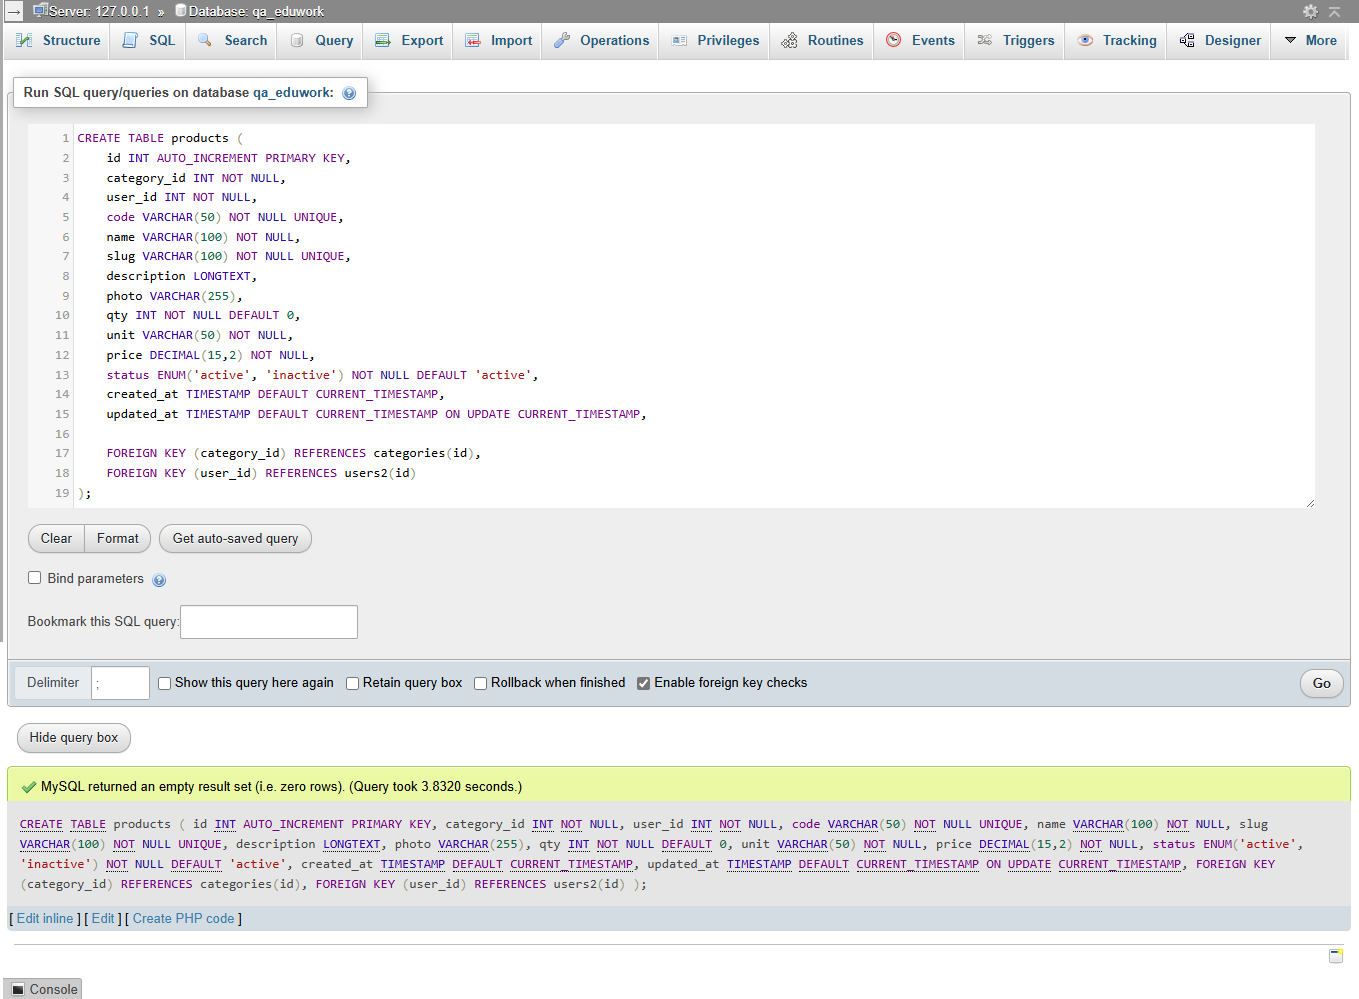 Server: 127.0.0.1 » Database: qa_eduwork
Structure SQL Search Query Export Import Operations Privileges Routines Events Triggers Tracking Designer More
Run SQL query/queries on database qa_eduwork:
1 CREATE TABLE products (
2 id INT AUTO_INCREMENT PRIMARY KEY,
3 category_id INT NOT NULL,
4 user_id INT NOT NULL,
5 code VARCHAR(50) NOT NULL UNIQUE,
6 name VARCHAR(100) NOT NULL,
7 slug VARCHAR(100) NOT NULL UNIQUE,
8 description LONGTEXT,
9 photo VARCHAR(255),
10 qty INT NOT NULL DEFAULT 0,
11 unit VARCHAR(50) NOT NULL,
12 price DECIMAL(15,2) NOT NULL,
13 status ENUM('active', 'inactive') NOT NULL DEFAULT 'active',
14 created_at TIMESTAMP DEFAULT CURRENT_TIMESTAMP,
15 updated_at TIMESTAMP DEFAULT CURRENT_TIMESTAMP ON UPDATE CURRENT_TIMESTAMP,
16
17 FOREIGN KEY (category_id) REFERENCES categories(id),
18 FOREIGN KEY (user_id) REFERENCES users2(id)
19 );
Clear Format Get auto-saved query
Bind parameters
Bookmark this SQL query:
Delimiter ; Show this query here again Retain query box Rollback when finished Enable foreign key checks Go
Hide query box
MySQL returned an empty result set (i.e. zero rows). (Query took 3.8320 seconds.)
CREATE TABLE products ( id INT AUTO_INCREMENT PRIMARY KEY, category_id INT NOT NULL, user_id INT NOT NULL, code VARCHAR(50) NOT NULL UNIQUE, name VARCHAR(100) NOT NULL, slug
VARCHAR(100) NOT NULL UNIQUE, description LONGTEXT, photo VARCHAR(255), qty INT NOT NULL DEFAULT 0, unit VARCHAR(50) NOT NULL, price DECIMAL(15,2) NOT NULL, status ENUM('active',
'inactive') NOT NULL DEFAULT 'active', created_at TIMESTAMP DEFAULT CURRENT_TIMESTAMP, updated_at TIMESTAMP DEFAULT CURRENT_TIMESTAMP ON UPDATE CURRENT_TIMESTAMP, FOREIGN KEY
(category_id) REFERENCES categories(id), FOREIGN KEY (user_id) REFERENCES users2(id) );
[ Edit inline ] [ Edit ] [ Create PHP code ]
Console